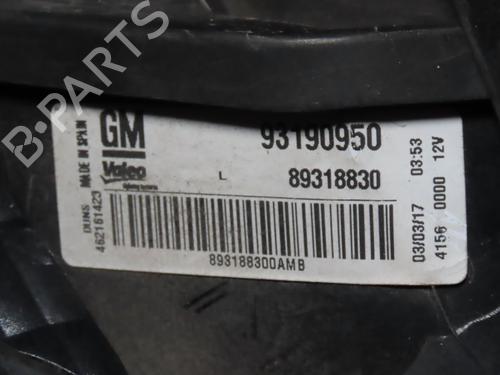 MADE IN SPAIN
GM
93190950
Valeo
L
89318830
DUNS
462161423
893188300AMB
03/03/17 03:53
4156 0000 12V
B-PARTS